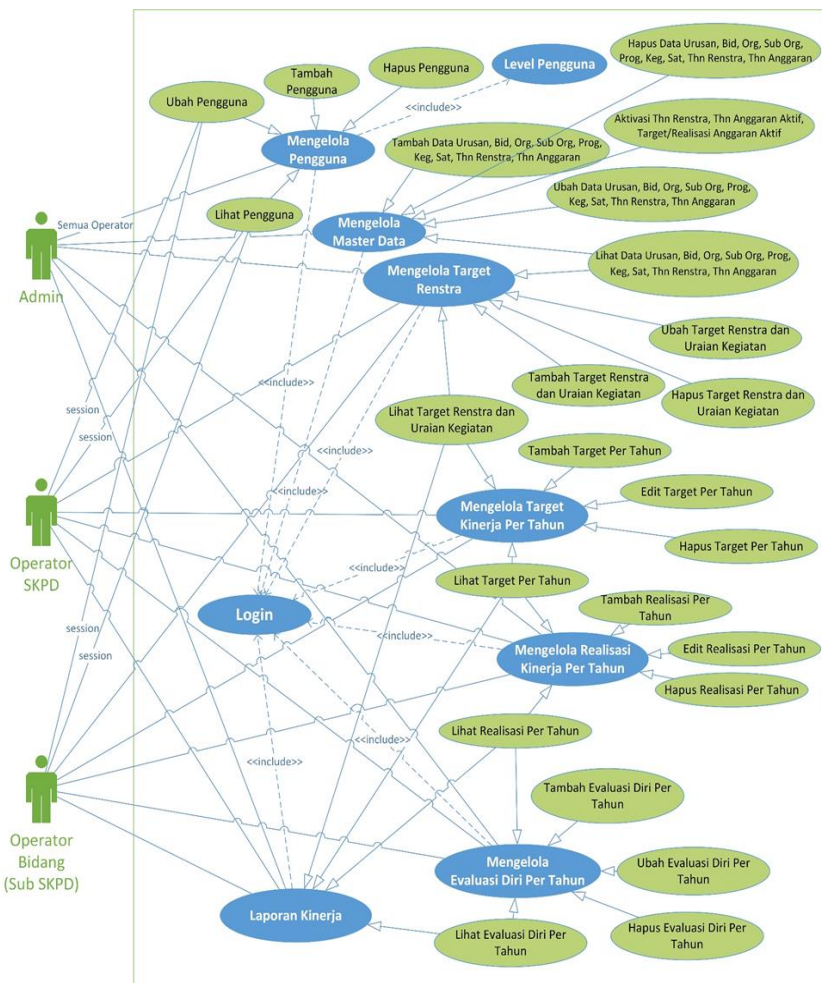 Hapus Data Urusan, Bid, Org, Sub Org,
Prog, Keg, Sat, Thn Renstra, Thn Anggaran
Level Pengguna
Hapus Pengguna
Tambah
Pengguna
Ubah Pengguna
<<include>>
Aktivasi Thn Renstra, Thn Anggaran Aktif,
Target/Realisasi Anggaran Aktif
Mengelola
Pengguna
Tambah Data Urusan, Bid, Org, Sub Org, Prog,
Keg, Sat, Thn Renstra, Thn Anggaran
Ubah Data Urusan, Bid, Org, Sub Org, Prog,
Keg, Sat, Thn Renstra, Thn Anggaran
Lihat Pengguna
Semua Operator
Mengelola
Master Data
Lihat Data Urusan, Bid, Org, Sub Org, Prog,
Keg, Sat, Thn Renstra, Thn Anggaran
Admin
Mengelola Target
Renstra
Ubah Target Renstra dan
Uraian Kegiatan
<<include>>
Tambah Target Renstra
dan Uraian Kegiatan
Hapus Target Renstra dan
Uraian Kegiatan
session
Lihat Target Renstra dan
Uraian Kegiatan
session
Tambah Target Per Tahun
<<include>>
<<include>>
Edit Target Per Tahun
Mengelola Target
Kinerja Per Tahun
Hapus Target Per Tahun
Operator
SKPD
<<include>>
Lihat Target Per Tahun
Tambah Realisasi Per
Tahun
Login
session
<<include>>
Mengelola Realisasi
Kinerja Per Tahun
Edit Realisasi Per Tahun
session
Hapus Realisasi Per Tahun
Lihat Realisasi Per Tahun
<<include>>
<<include>>
Tambah Evaluasi Diri Per
Tahun
Operator
Bidang
(Sub SKPD)
Mengelola
Evaluasi Diri Per Tahun
Ubah Evaluasi Diri Per
Tahun
Laporan Kinerja
Lihat Evaluasi Diri Per
Tahun
Hapus Evaluasi Diri Per
Tahun